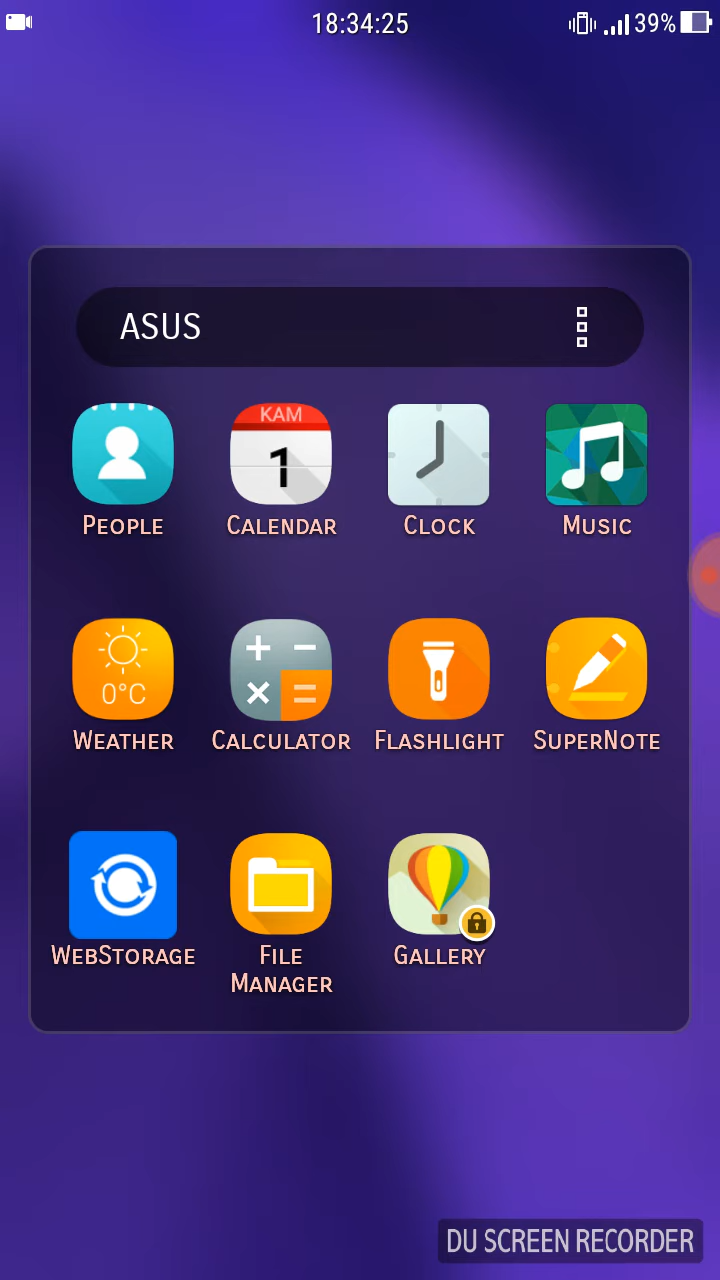 18:34:25
39%
ASUS
KAM
1
PEOPLE
CALENDAR
CLOCK
MUSIC
0°C
WEATHER
CALCULATOR
FLASHLIGHT
SUPERNOTE
WEBSTORAGE
FILE
MANAGER
GALLERY
DU SCREEN RECORDER